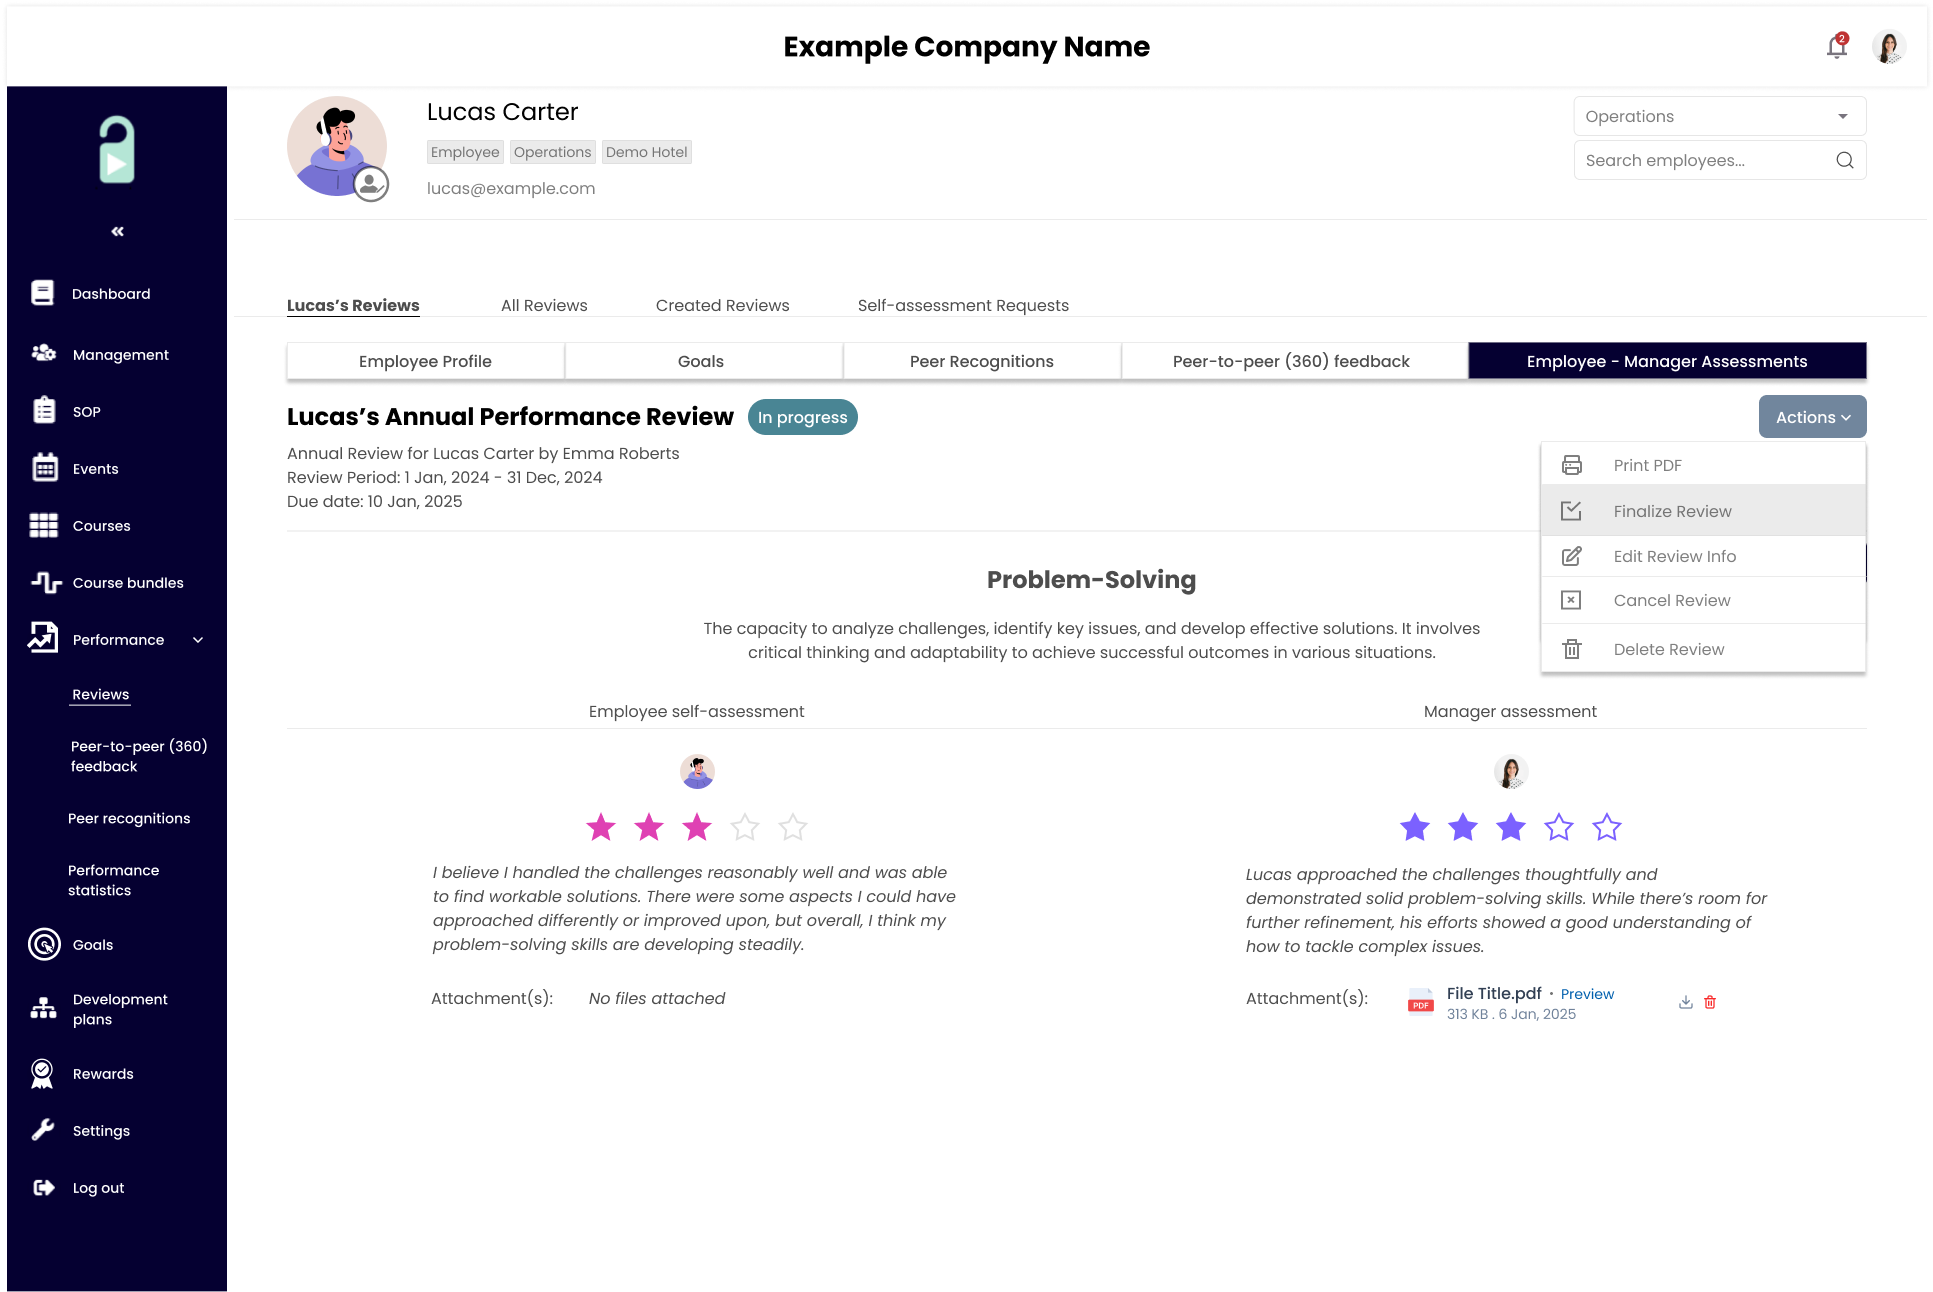 Example Company Name
2
Lucas Carter
Employee Operations Demo Hotel
lucas@example.com
Operations
Search employees...
«
Dashboard
Management
SOP
Events
Courses
Course bundles
Performance
Reviews
Peer-to-peer (360)
feedback
Peer recognitions
Performance
statistics
Goals
Development
plans
Rewards
Settings
Log out
Lucas’s Reviews All Reviews Created Reviews Self-assessment Requests
Employee Profile Goals Peer Recognitions Peer-to-peer (360) feedback Employee - Manager Assessments
Lucas’s Annual Performance Review In progress
Actions
Annual Review for Lucas Carter by Emma Roberts
Review Period: 1 Jan, 2024 - 31 Dec, 2024
Due date: 10 Jan, 2025
Print PDF
Finalize Review
Edit Review Info
Cancel Review
Delete Review
Problem-Solving
The capacity to analyze challenges, identify key issues, and develop effective solutions. It involves
critical thinking and adaptability to achieve successful outcomes in various situations.
Employee self-assessment
I believe I handled the challenges reasonably well and was able
to find workable solutions. There were some aspects I could have
approached differently or improved upon, but overall, I think my
problem-solving skills are developing steadily.
Attachment(s): No files attached
Manager assessment
Lucas approached the challenges thoughtfully and
demonstrated solid problem-solving skills. While there’s room for
further refinement, his efforts showed a good understanding of
how to tackle complex issues.
Attachment(s):
PDF
File Title.pdf · Preview
313 KB . 6 Jan, 2025